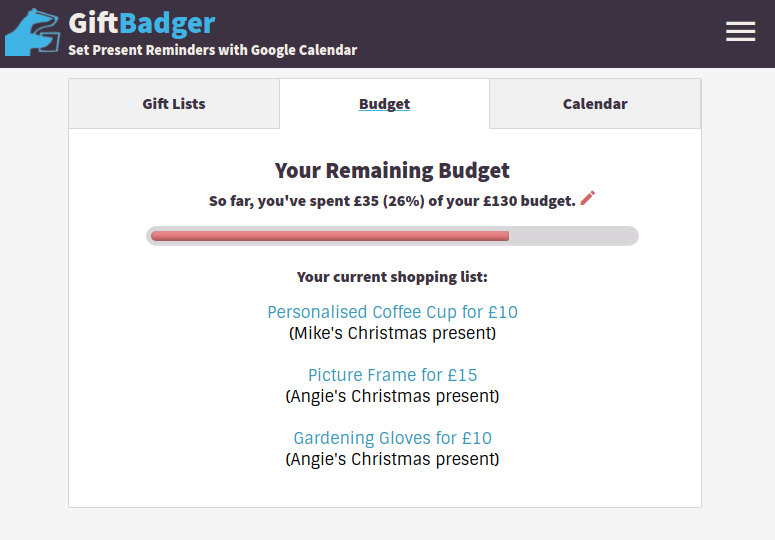 GiftBadger
Set Present Reminders with Google Calendar
Gift Lists
Budget
Calendar
Your Remaining Budget
So far, you've spent £35 (26%) of your £130 budget.
Your current shopping list:
Personalised Coffee Cup for £10
(Mike's Christmas present)
Picture Frame for £15
(Angie's Christmas present)
Gardening Gloves for £10
(Angie's Christmas present)